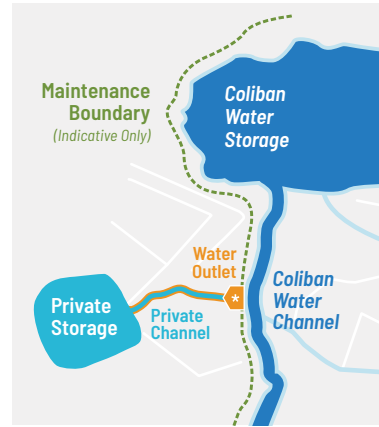 Maintenance
Boundary
(Indicative Only)
Coliban
Water
Storage
Water
Outlet
*
Private
Storage
Private
Channel
Coliban
Water
Channel